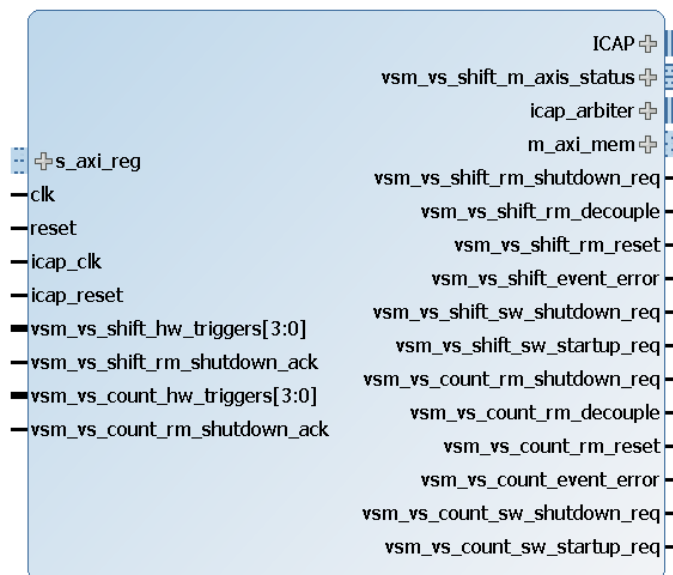 ICAP
vsm_vs_shift_m_axis_status
icap_arbiter
m_axi_mem
s_axi_reg
vsm_vs_shift_rm_shutdown_req
clk
vsm_vs_shift_rm_decouple
reset
vsm_vs_shift_rm_reset
icap_clk
vsm_vs_shift_event_error
icap_reset
vsm_vs_shift_sw_shutdown_req
vsm_vs_shift_hw_triggers[3:0]
vsm_vs_shift_sw_startup_req
vsm_vs_shift_rm_shutdown_ack
vsm_vs_count_rm_shutdown_req
vsm_vs_count_hw_triggers[3:0]
vsm_vs_count_rm_decouple
vsm_vs_count_rm_shutdown_ack
vsm_vs_count_rm_reset
vsm_vs_count_event_error
vsm_vs_count_sw_shutdown_req
vsm_vs_count_sw_startup_req